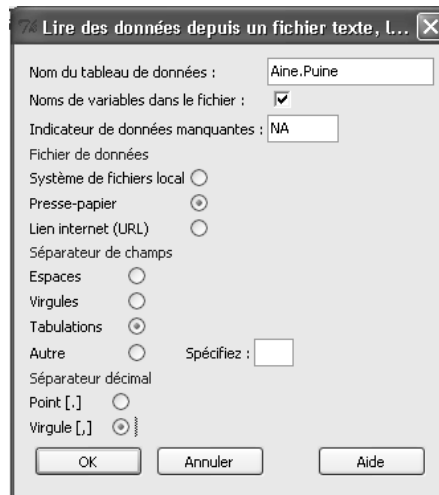 Lire des données depuis un fichier texte, l...
Nom du tableau de données : Aine.Puine
Noms de variables dans le fichier :
Indicateur de données manquantes : NA
Fichier de données
Système de fichiers local
Presse-papier
Lien internet (URL)
Séparateur de champs
Espaces
Virgules
Tabulations
Autre Spécifiez :
Séparateur décimal
Point [.]
Virgule [,]
OK Annuler Aide